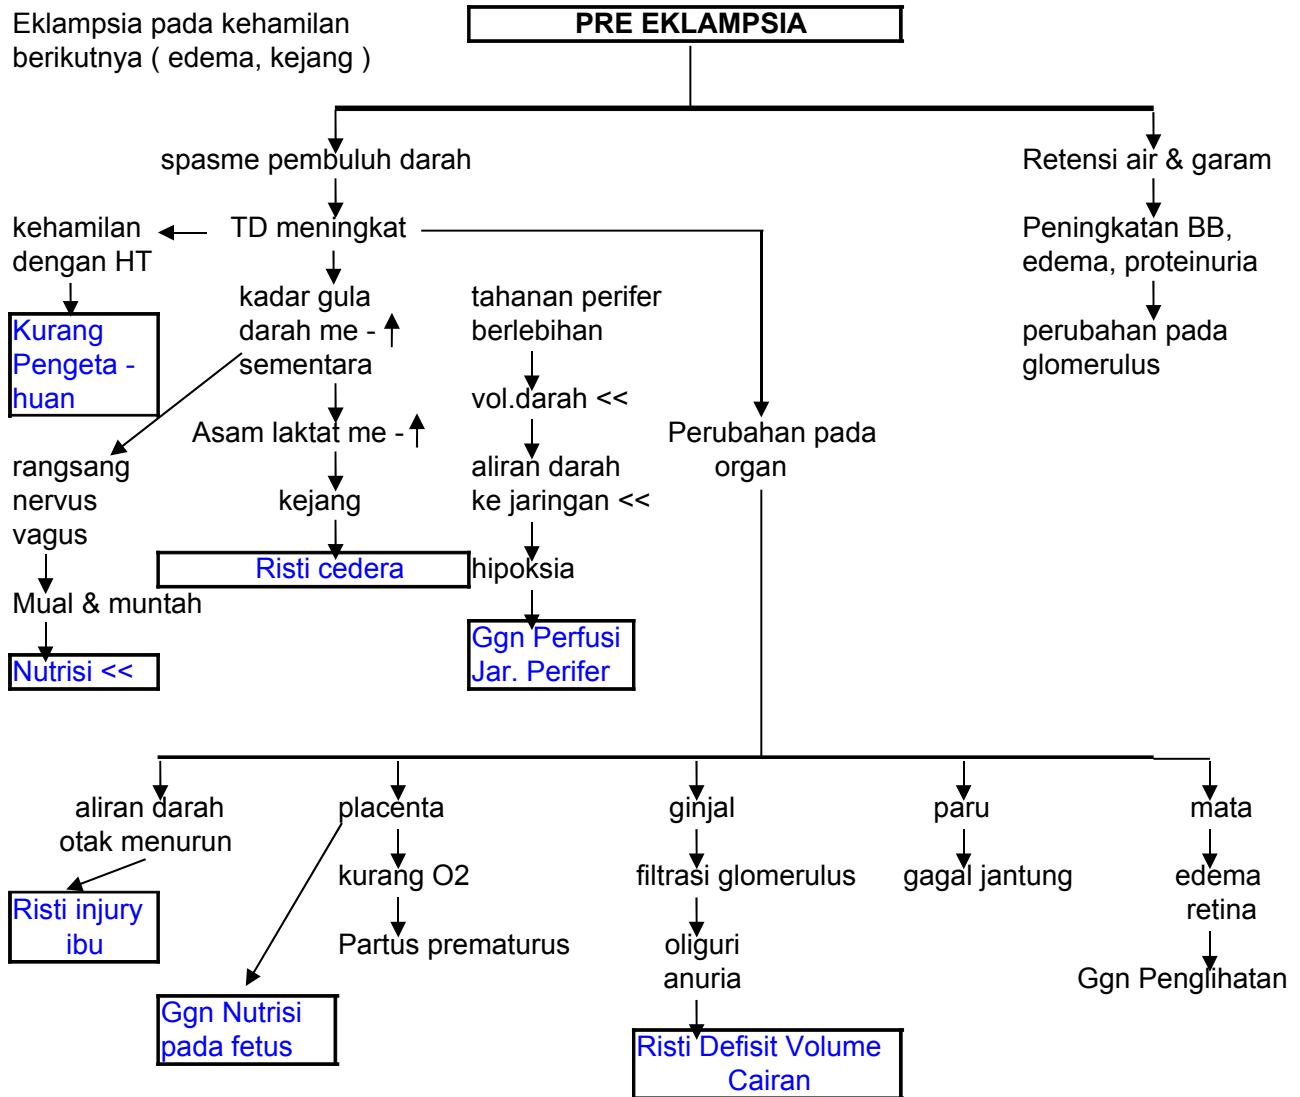 Eklampsia pada kehamilan
berikutnya ( edema, kejang )
PRE EKLAMPSIA
spasme pembuluh darah
Retensi air & garam
kehamilan
dengan HT
TD meningkat
Peningkatan BB,
edema, proteinuria
Kurang
Pengeta -
huan
kadar gula
darah me -
sementara
tahanan perifer
berlebihan
perubahan pada
glomerulus
vol.darah <<
Asam laktat me -
Perubahan pada
organ
rangsang
nervus
vagus
kejang
aliran darah
ke jaringan <<
Risti cedera
hipoksia
Mual & muntah
Nutrisi <<
Ggn Perfusi
Jar. Perifer
aliran darah
otak menurun
placenta
ginjal
paru
mata
kurang O2
filtrasi glomerulus
gagal jantung
edema
retina
Risti injury
ibu
Partus prematurus
oliguri
anuria
Ggn Penglihatan
Ggn Nutrisi
pada fetus
Risti Defisit Volume
Cairan